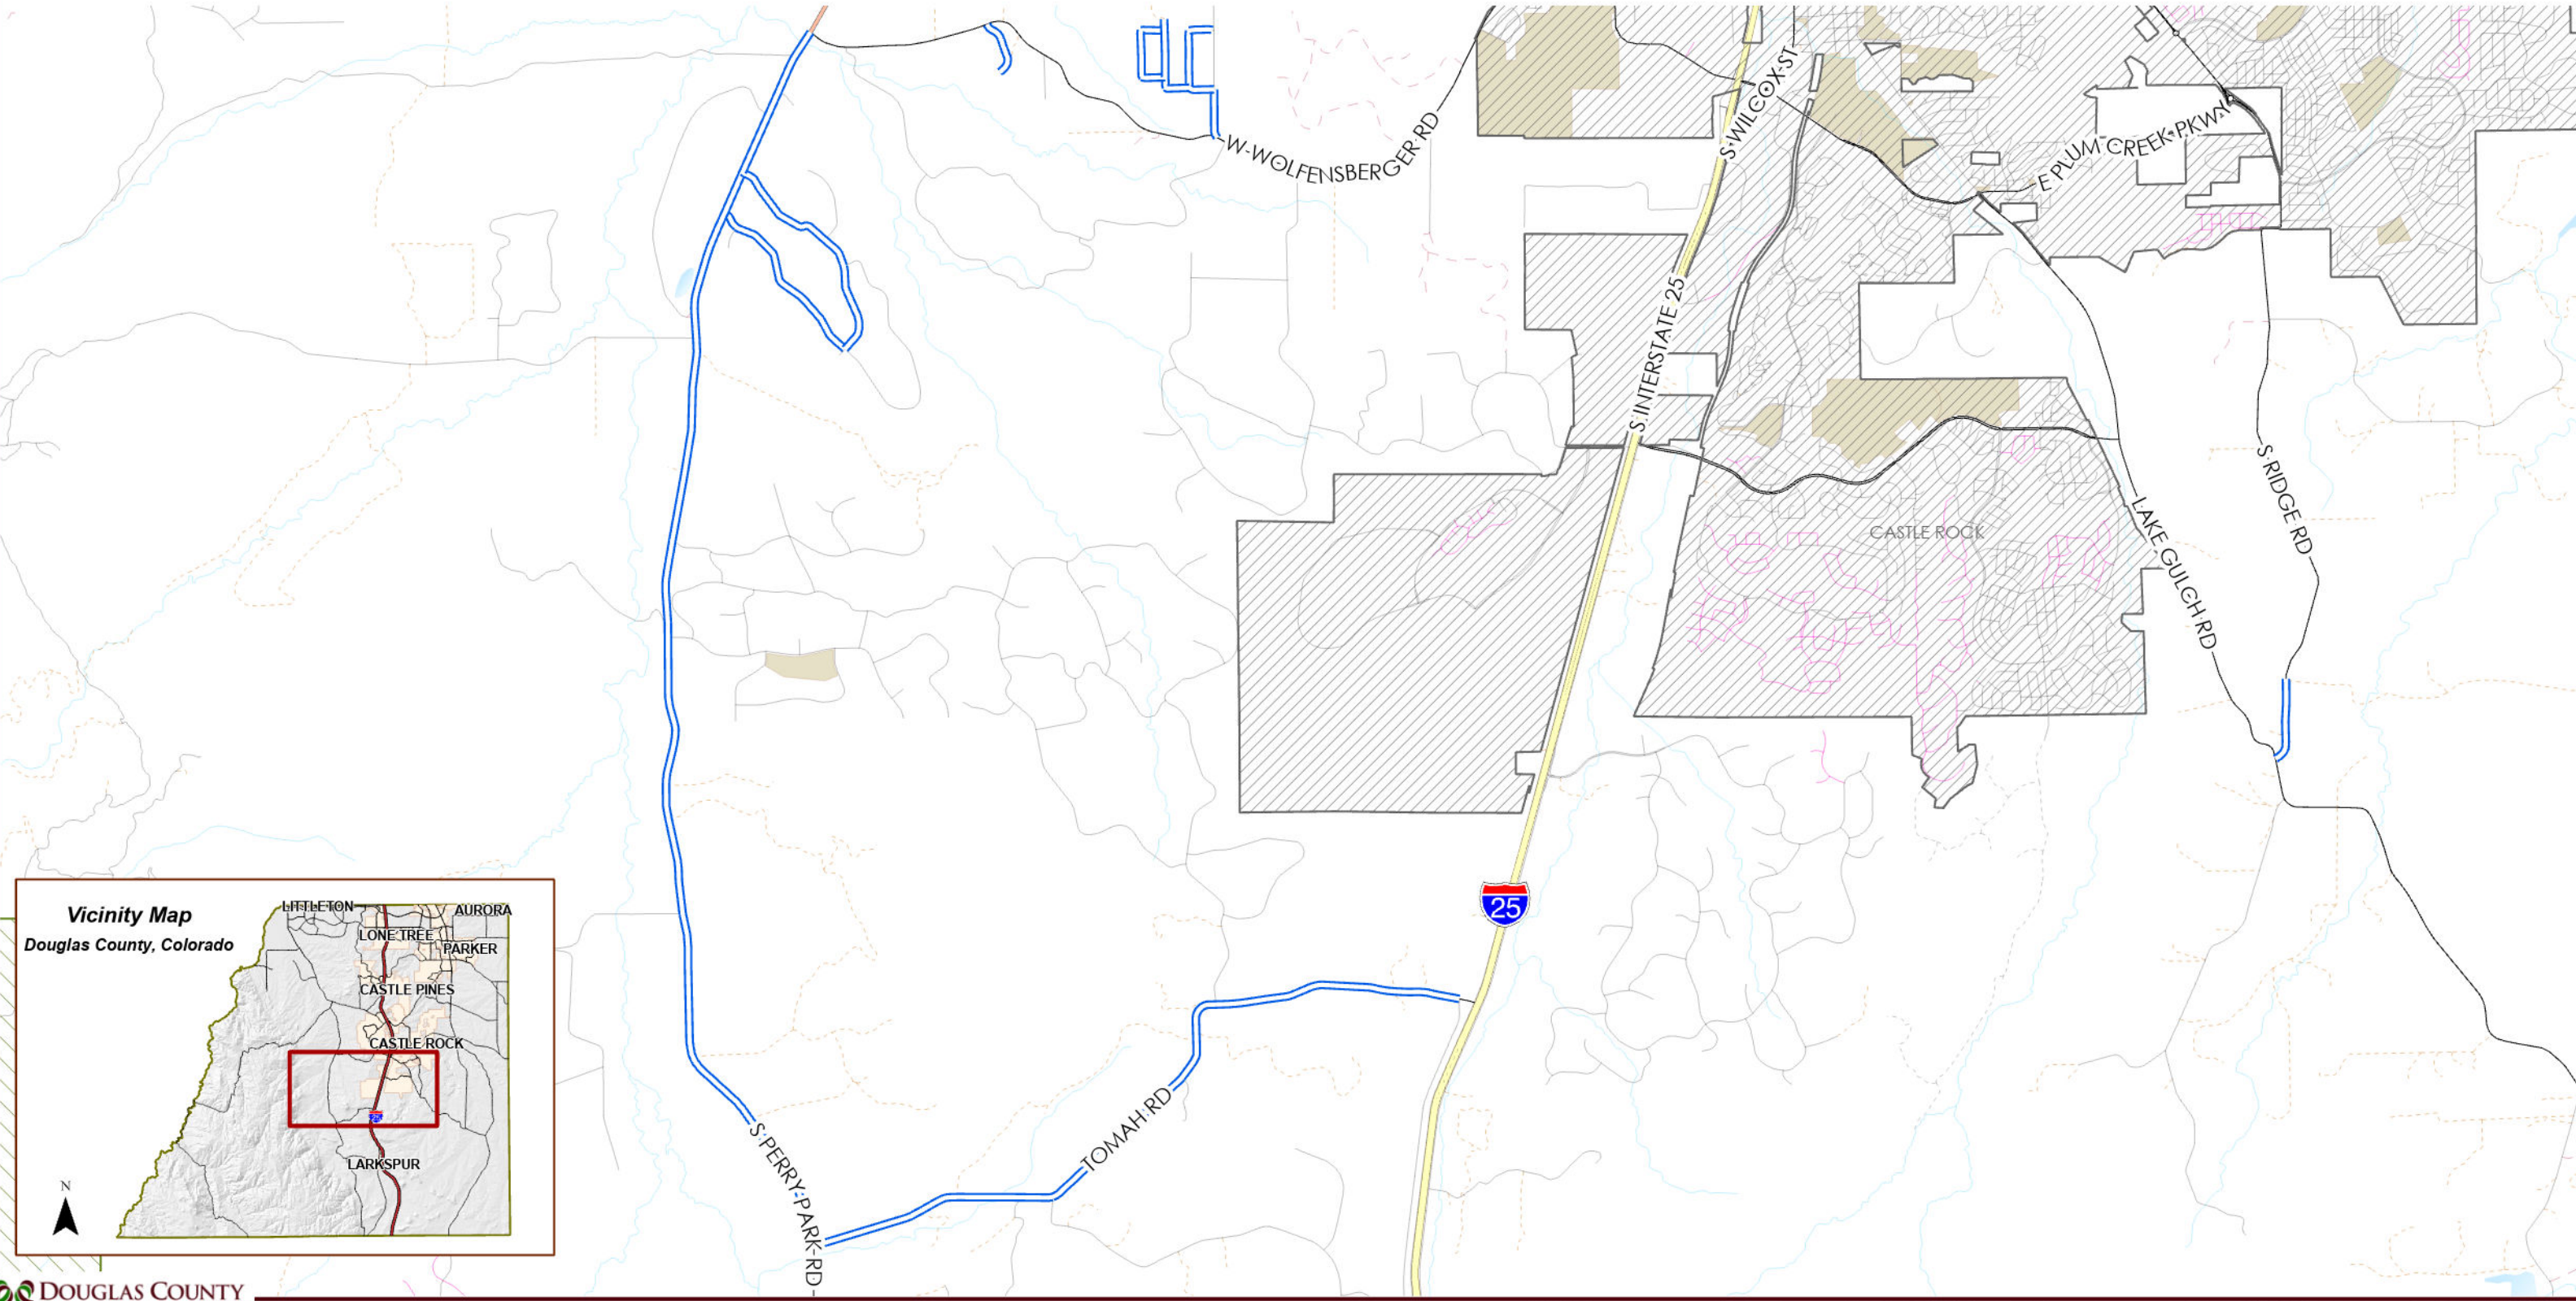 S WILCOX ST
W WOLFENSBERGER RD
E PLUM CREEK PKWY
S INTERSTATE 25
S RIDGE RD
LAKE GULCH RD
CASTLE ROCK
25
TOMAH RD
S PERRY PARK RD
Vicinity Map
Douglas County, Colorado
LITTLETON
AURORA
LONE TREE
PARKER
CASTLE PINES
CASTLE ROCK
25
LARKSPUR
N
DOUGLAS COUNTY